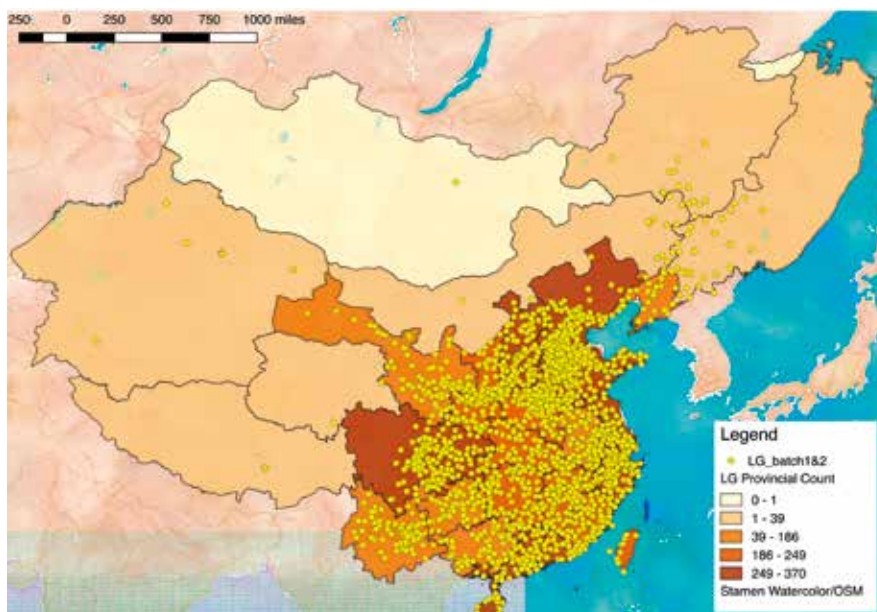 250 0 250 500 750 1000 miles
Legend
LG_batch1&2
LG Provincial Count
0 - 1
1 - 39
39 - 186
186 - 249
249 - 370
Stamen Watercolor/OSM